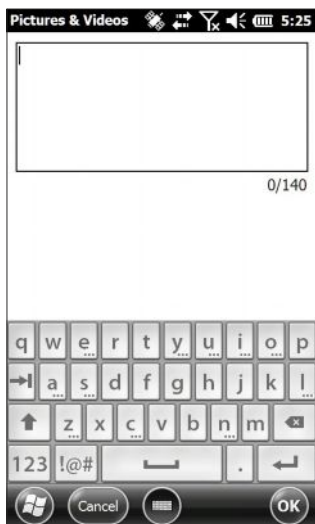 Pictures & Videos 5:25
0/140
q w e r t y u i o p
a s d f g h j k l
z x c v b n m
123 !@# .
Cancel OK